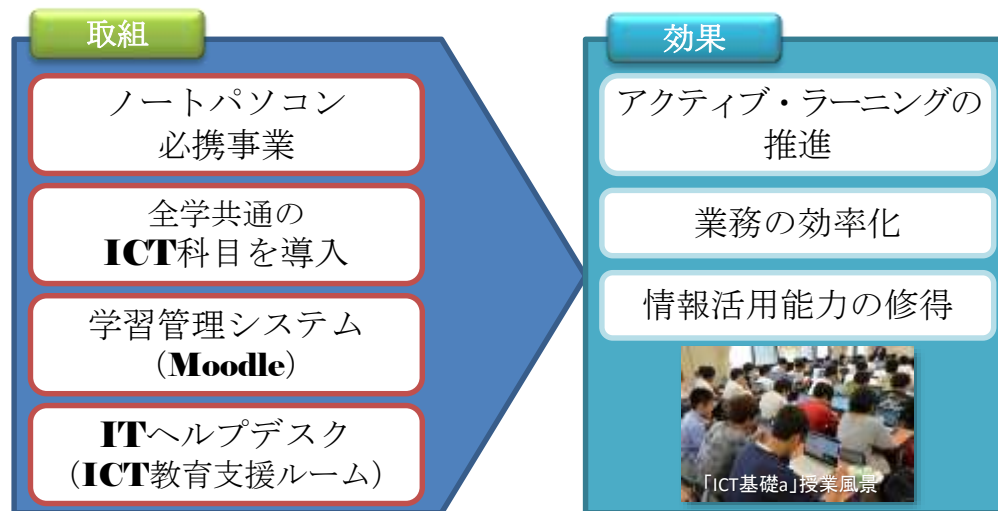 取組
ノートパソコン
必携事業
全学共通の
ICT科目を導入
学習管理システム
（Moodle）
ITヘルプデスク
（ICT教育支援ルーム）
効果
アクティブ・ラーニングの
推進
業務の効率化
情報活用能力の修得
「ICT基礎a」授業風景